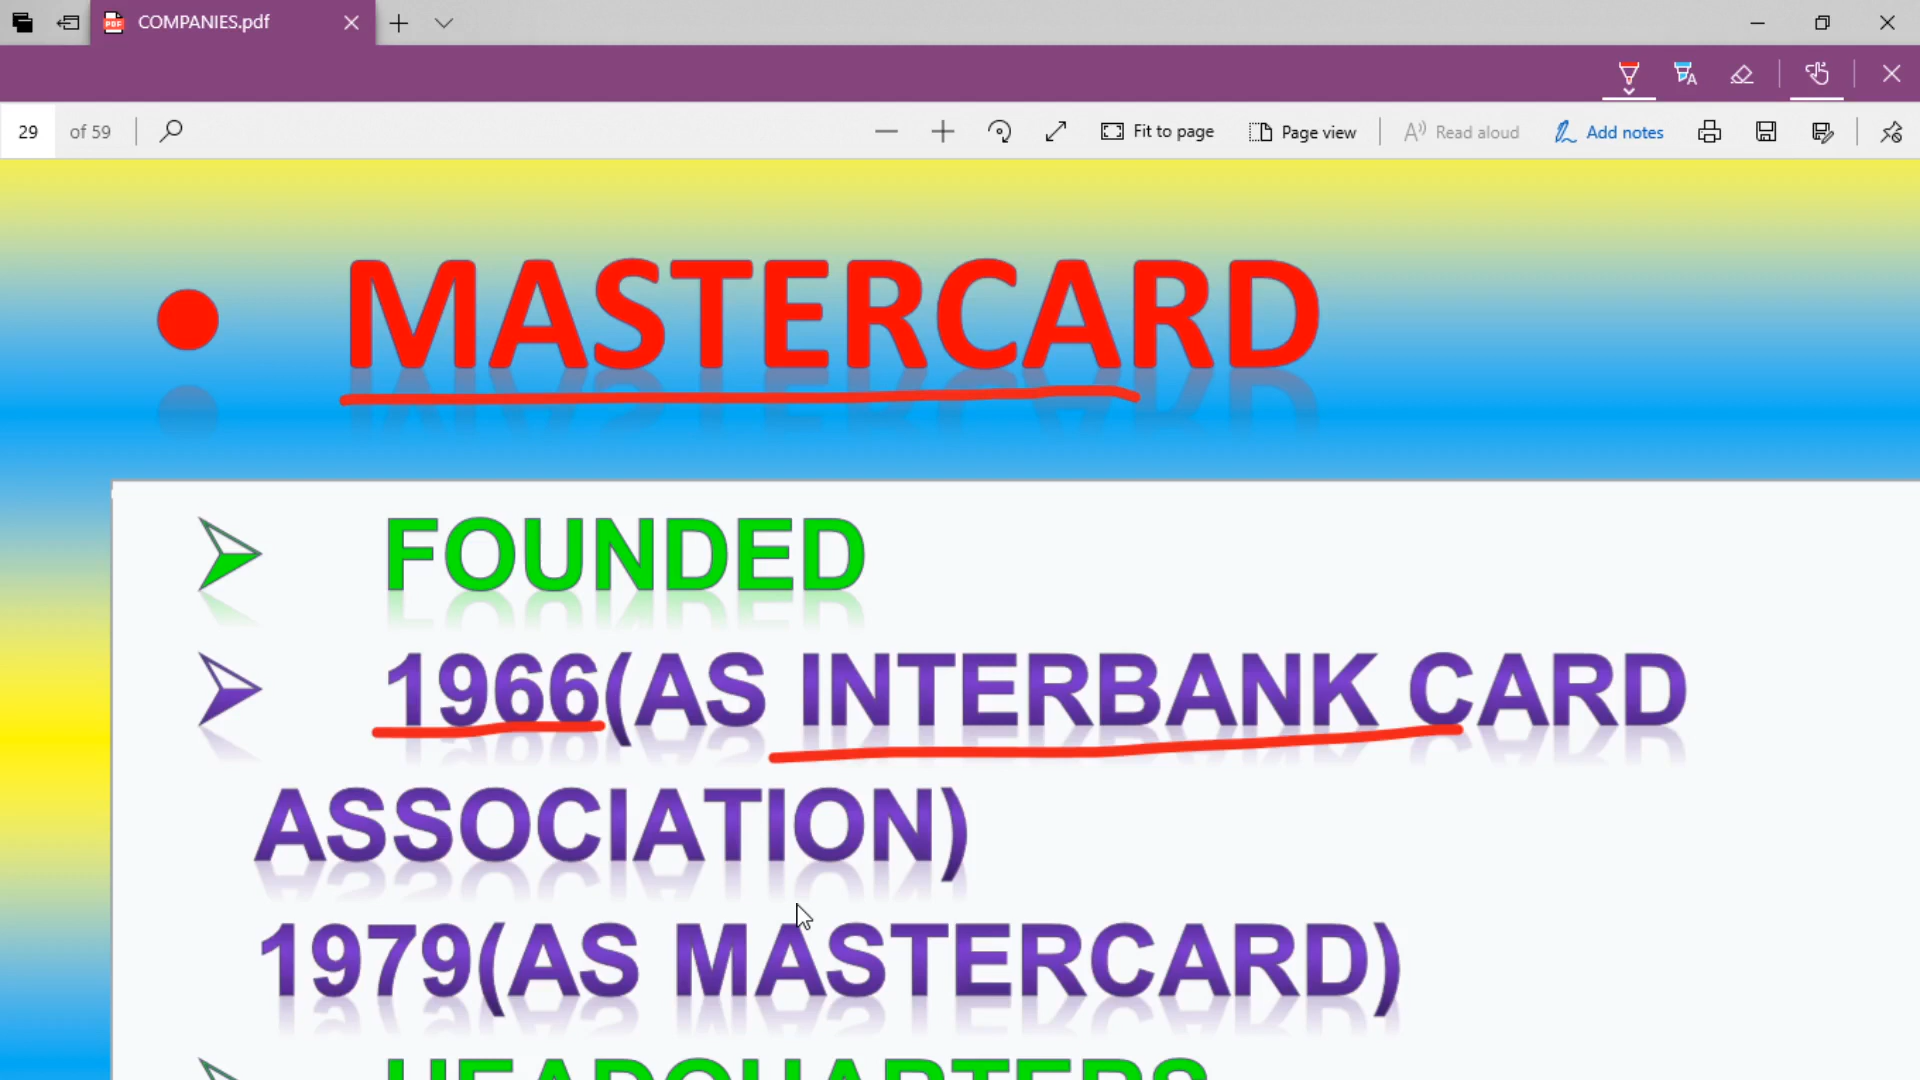 COMPANIES.pdf
29 of 59 Fit to page Page view Read aloud Add notes
MASTERCARD
FOUNDED
1966(AS INTERBANK CARD
ASSOCIATION)
1979(AS MASTERCARD)
HEADQUARTERS